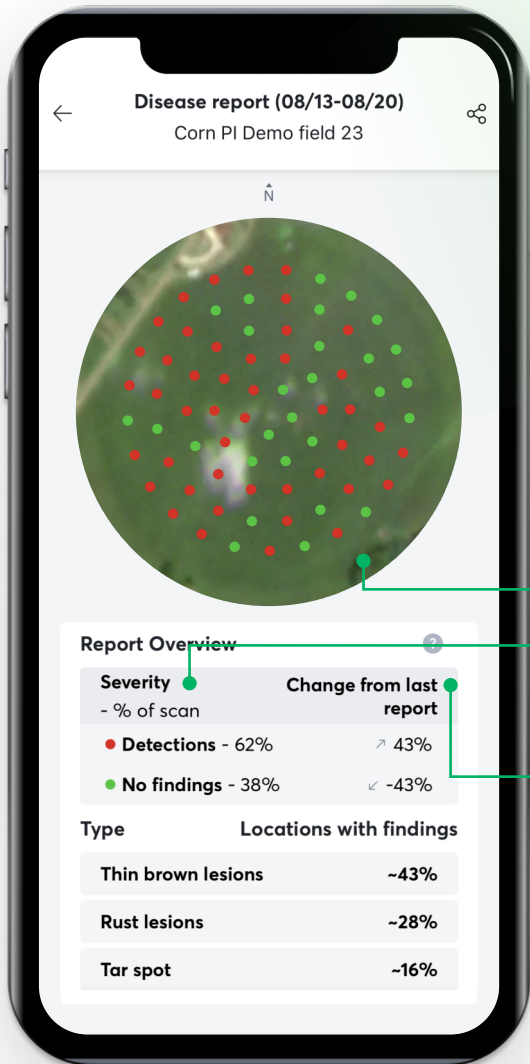 Disease report (08/13-08/20)
Corn PI Demo field 23
N
Report Overview ?
Severity
- % of scan
Change from last
report
Detections - 62% ↗ 43%
No findings - 38% ↙ -43%
Type Locations with findings
Thin brown lesions ~43%
Rust lesions ~28%
Tar spot ~16%